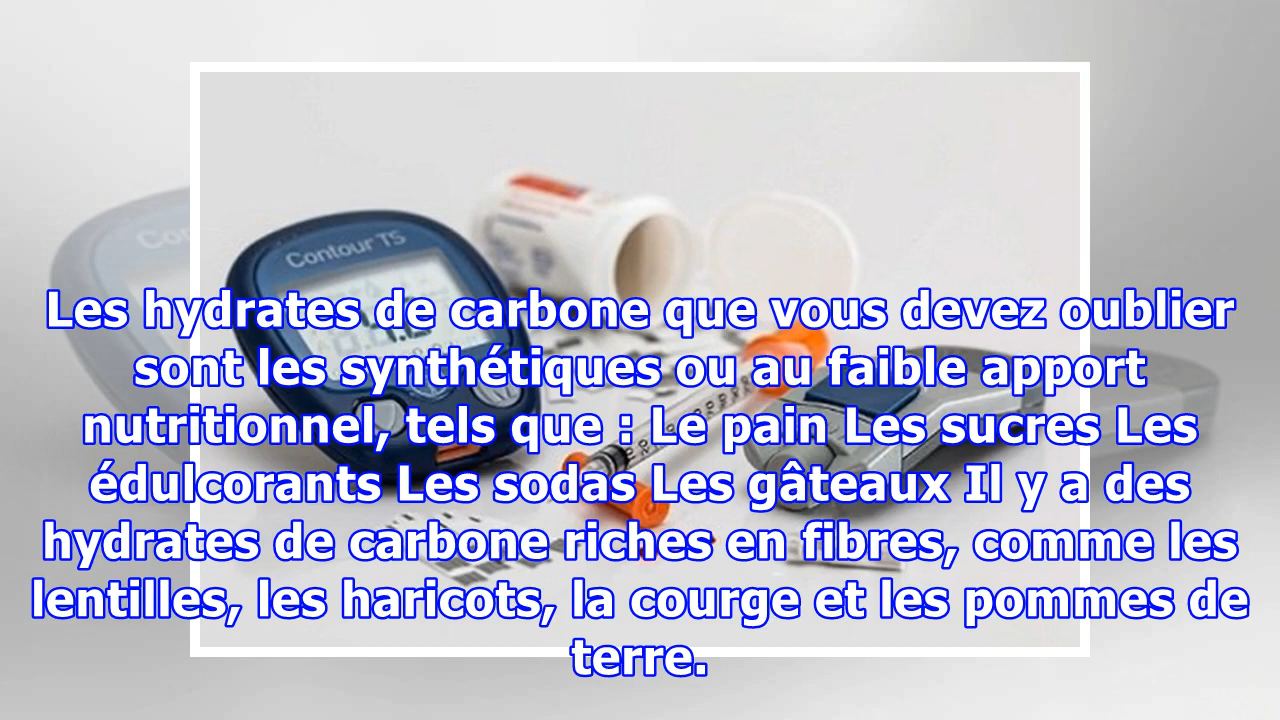 Contour TS
Les hydrates de carbone que vous devez oublier
sont les synthétiques ou au faible apport
nutritionnel, tels que : Le pain Les sucres Les
édulcorants Les sodas Les gâteaux Il y a des
hydrates de carbone riches en fibres, comme les
lentilles, les haricots, la courge et les pommes de
terre.